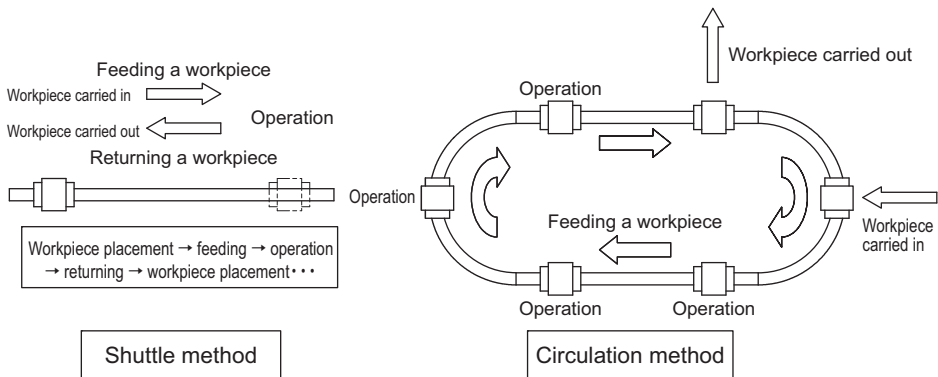 Feeding a workpiece
Workpiece carried in
Operation
Workpiece carried out
Returning a workpiece
Workpiece placement → feeding → operation
→ returning → workpiece placement･･･
Shuttle method
Workpiece carried out
Operation
Operation
Workpiece
carried in
Feeding a workpiece
Operation
Operation
Circulation method